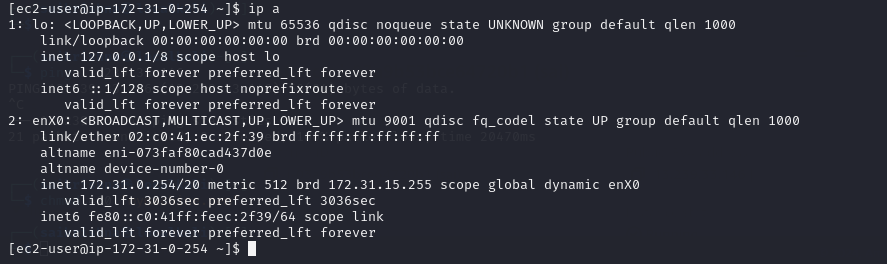 [ec2-user@ip-172-31-0-254 ~]$ ip a
1: lo: <LOOPBACK,UP,LOWER_UP> mtu 65536 qdisc noqueue state UNKNOWN group default qlen 1000
    link/loopback 00:00:00:00:00:00 brd 00:00:00:00:00:00
    inet 127.0.0.1/8 scope host lo
       valid_lft forever preferred_lft forever
    inet6 ::1/128 scope host noprefixroute
       valid_lft forever preferred_lft forever
2: enX0: <BROADCAST,MULTICAST,UP,LOWER_UP> mtu 9001 qdisc fq_codel state UP group default qlen 1000
    link/ether 02:c0:41:ec:2f:39 brd ff:ff:ff:ff:ff:ff
    altname eni-073faf80cad437d0e
    altname device-number-0
    inet 172.31.0.254/20 metric 512 brd 172.31.15.255 scope global dynamic enX0
       valid_lft 3036sec preferred_lft 3036sec
    inet6 fe80::c0:41ff:feec:2f39/64 scope link
       valid_lft forever preferred_lft forever
[ec2-user@ip-172-31-0-254 ~]$